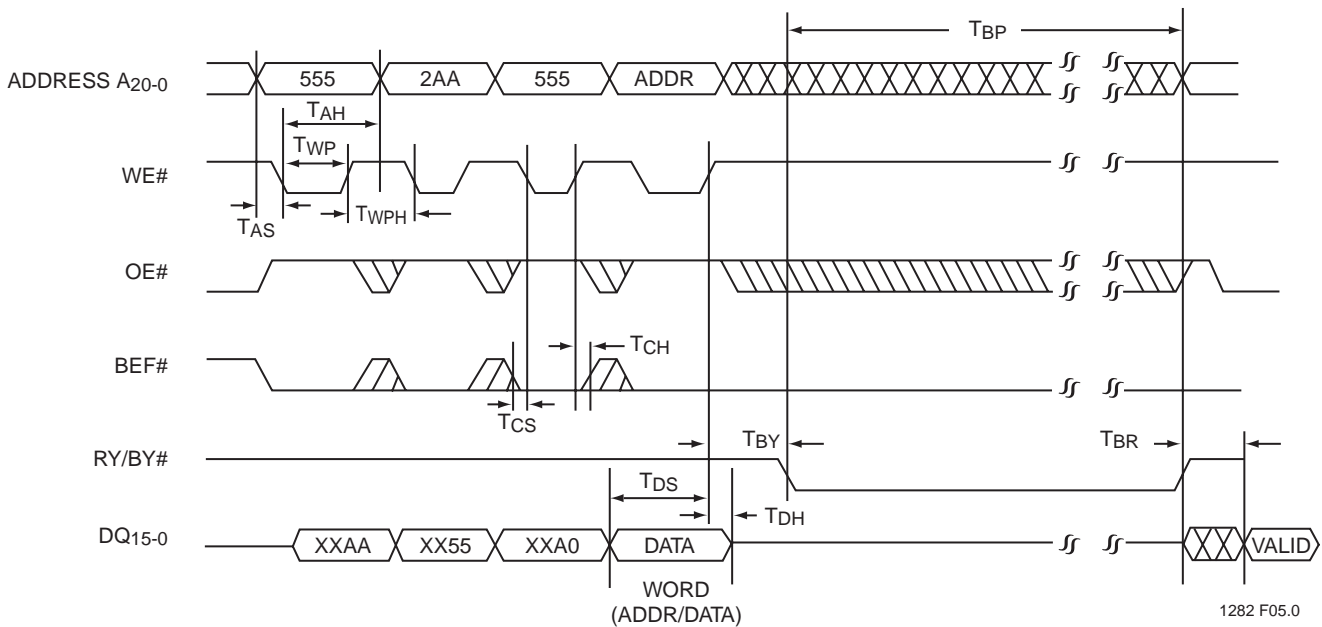 TBP
ADDRESS A20-0
555
2AA
555
ADDR
TAH
TWP
WE#
TAS
TWPH
OE#
TCH
BEF#
TCS
TBY
TBR
RY/BY#
TDS
TDH
DQ15-0
XXAA
XX55
XXA0
DATA
VALID
WORD
(ADDR/DATA)
1282 F05.0